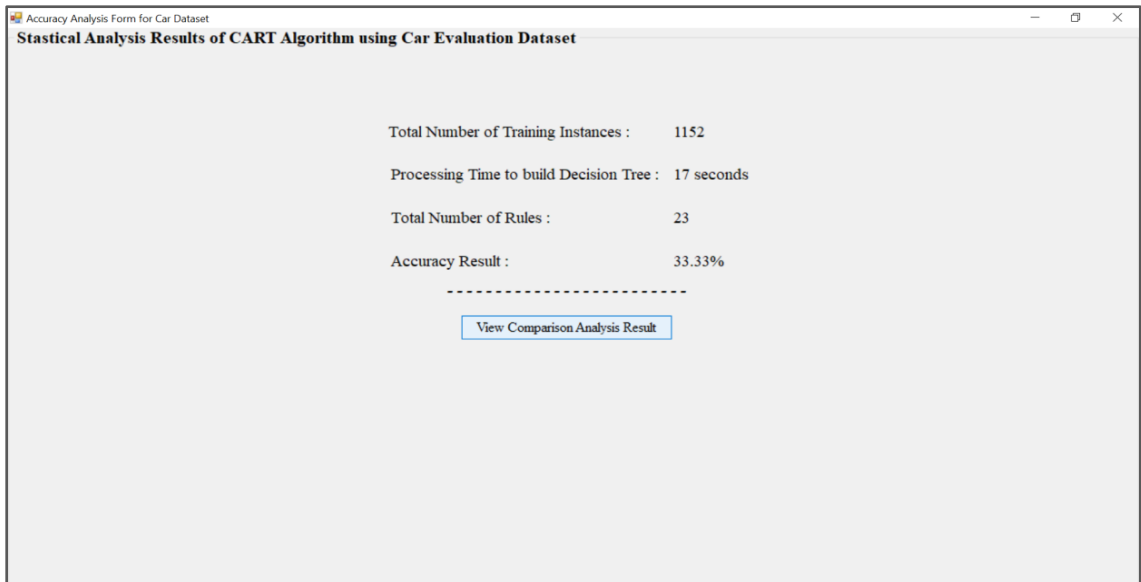 Accuracy Analysis Form for Car Dataset
Stastical Analysis Results of CART Algorithm using Car Evaluation Dataset
Total Number of Training Instances : 1152
Processing Time to build Decision Tree : 17 seconds
Total Number of Rules : 23
Accuracy Result : 33.33%
- - - - - - - - - - - - - - - - - - - - - - - - -
View Comparison Analysis Result